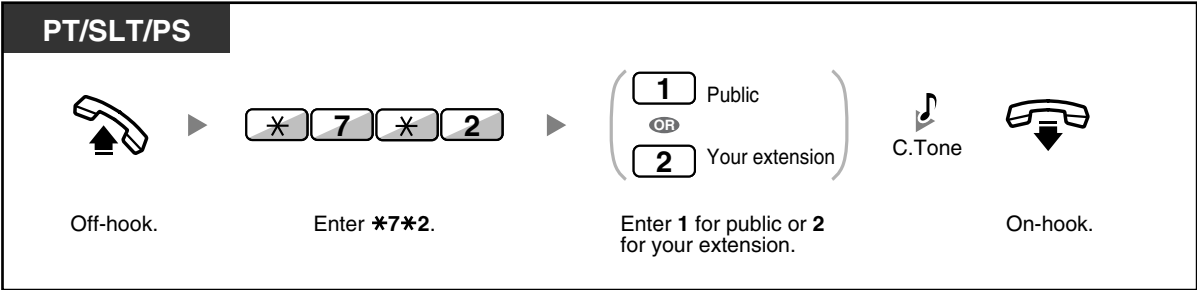 PT/SLT/PS
* 7 * 2
1 Public
OR
2 Your extension
C.Tone
Off-hook.
Enter *7*2.
Enter 1 for public or 2
for your extension.
On-hook.